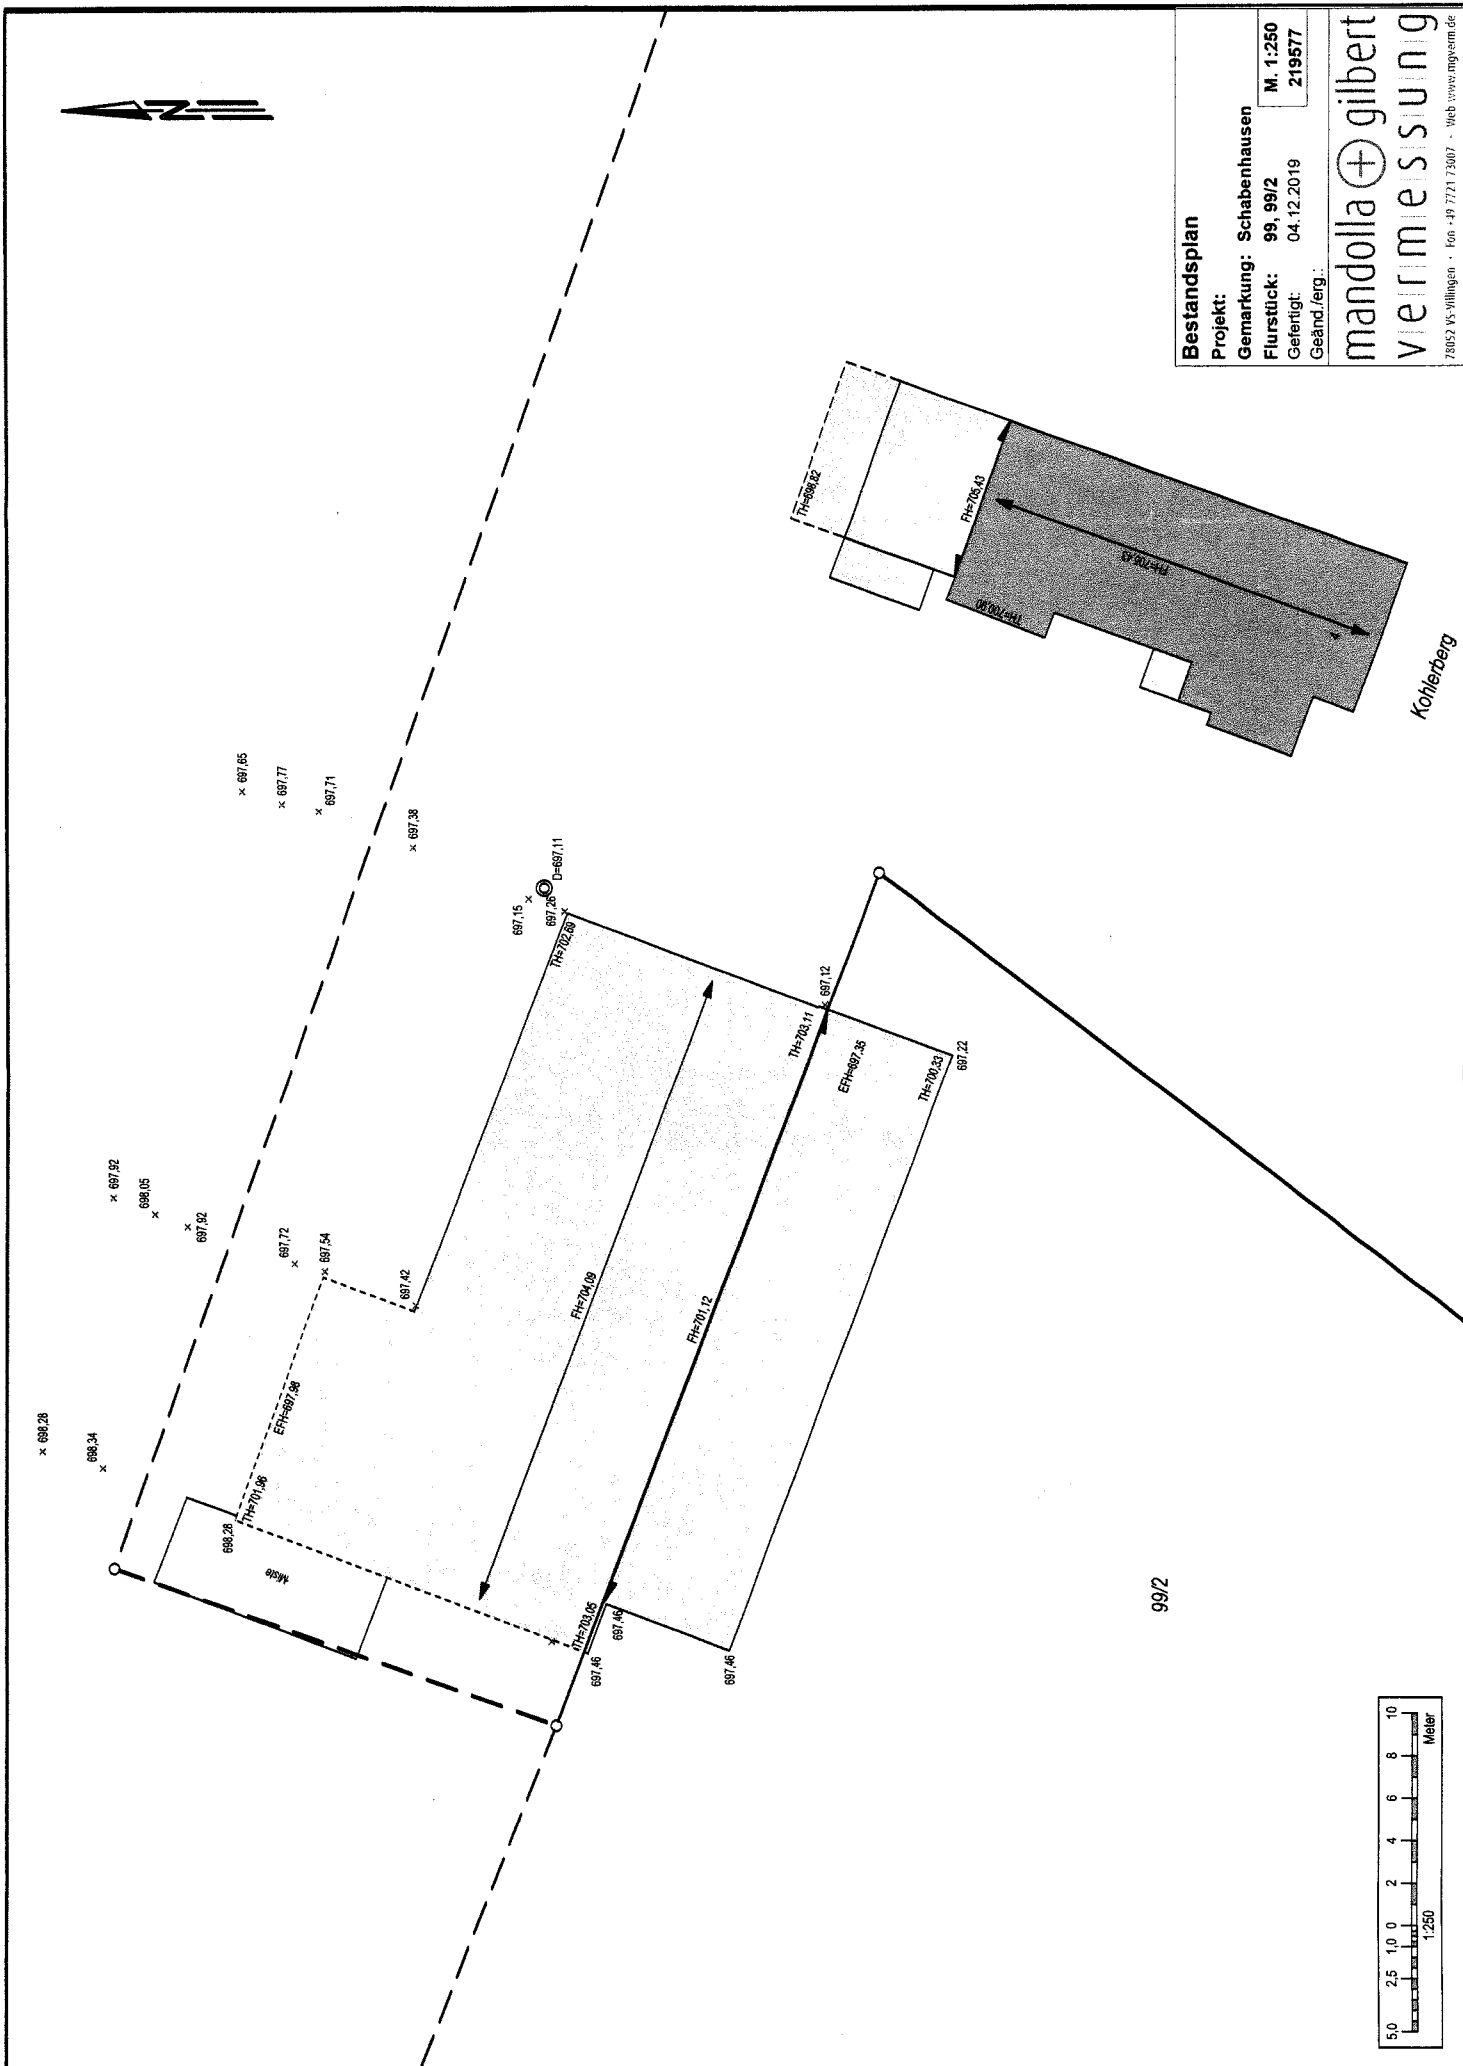 N
Bestandsplan
Projekt:
Gemarkung: Schabenhausen
Flurstück: 99, 99/2
Gefertigt: 04.12.2019
Geänd./erg.:
M. 1:250
219577
mandolla + gilbert
vermessung
78052 VS-Villingen · Fon +49 7721 73007 · Web www.mgverm.de
× 698,28
698,34
×
× 697,92
698,05
×
×
697,92
697,72
×
697,54
×
697,42
×
× 697,65
× 697,77
×
697,71
× 697,38
697,15 ×
697,26
×
D=697,11
TH=702,69
EFH=697,98
TH=701,96
698,28
Miste
FH=704,09
FH=701,12
TH=703,11
697,12
×
EFH=697,35
TH=700,33
697,22
TH=703,05
×
697,46
697,46
697,46
TH=698,82
FH=705,43
TH=700,90
FH=705,43
4
Kohlerberg
99/2
5,0 2,5 1,0 0 2 4 6 8 10
1:250
Meter